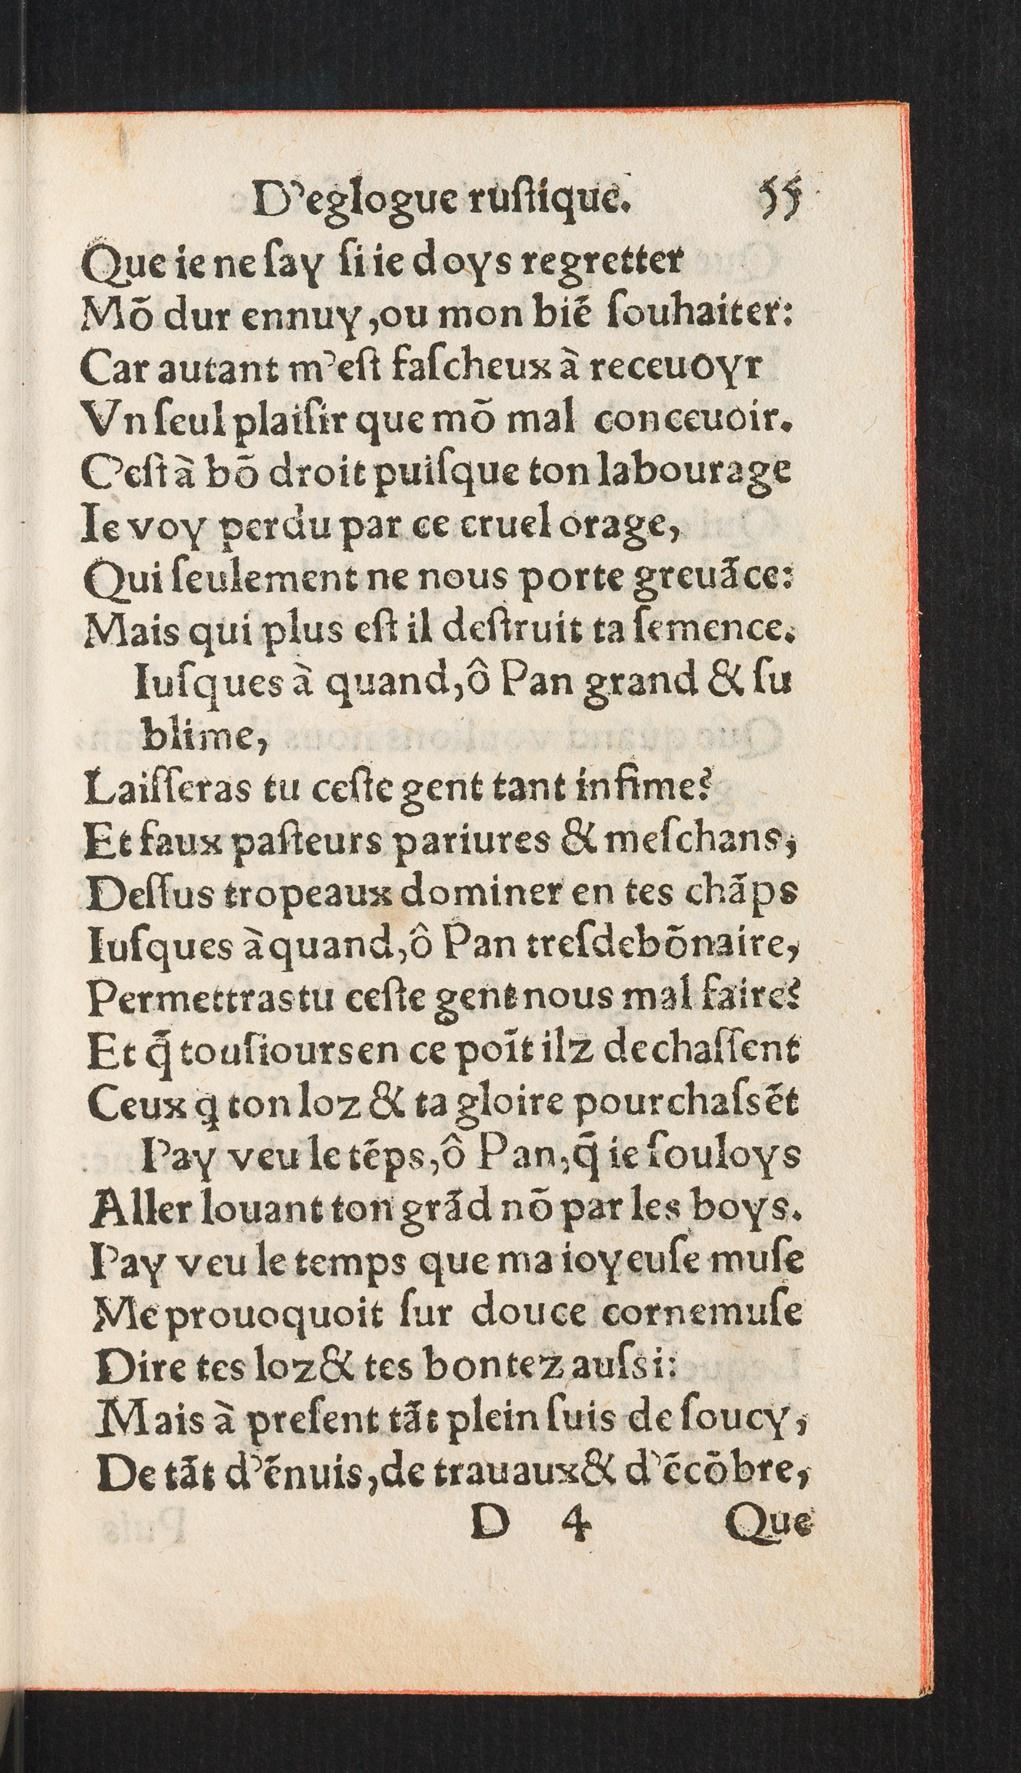 D'eglogue ruſtique. 55
Que ie ne ſay ſi ie doys regretter
Mõ dur ennuy, ou mon biẽ ſouhaiter:
Car autant m'eſt faſcheux à receuoyr
Vn ſeul plaiſir que mõ mal conceuoir.
C'eſt à bõ droit puiſque ton labourage
Ie voy perdu par ce cruel orage,
Qui ſeulement ne nous porte greuãce:
Mais qui plus eſt il deſtruit ta ſemence.
Iuſques à quand, ô Pan grand & ſu
blime,
Laiſſeras tu ceſte gent tant infime?
Et faux paſteurs pariures & meſchans,
Deſſus tropeaux dominer en tes chãps
Iuſques à quand, ô Pan treſdebõnaire,
Permettras tu ceſte gent nous mal faire?
Et q̃ touſiours en ce poĩt ilz dechaſſent
Ceux q ton loz & ta gloire pourchaſsẽt
I'ay veu le tẽps, ô Pan, q̃ ie ſouloys
Aller louant ton grãd nõ par les boys.
I'ay veu le temps que ma ioyeuſe muſe
Me prouoquoit ſur douce cornemuſe
Dire tes loz & tes bontez auſsi:
Mais à preſent tãt plein ſuis de ſoucy,
De tãt d'ẽnuis, de trauaux & d'ẽcõbre,
D 4 Que